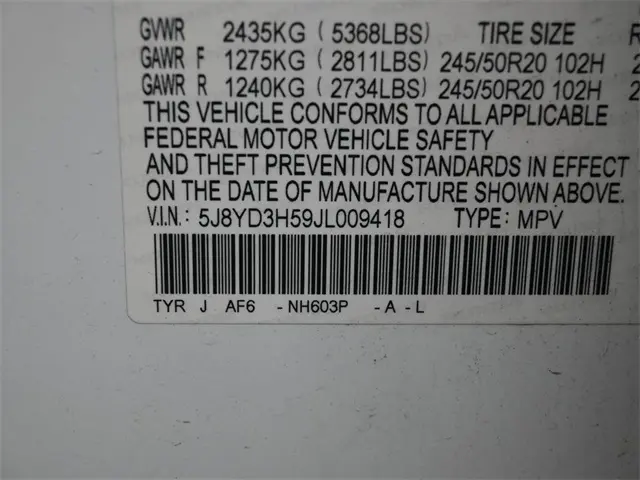 GVWR 2435KG ( 5368LBS) TIRE SIZE
GAWR F 1275KG ( 2811LBS) 245/50R20 102H
GAWR R 1240KG ( 2734LBS) 245/50R20 102H
THIS VEHICLE CONFORMS TO ALL APPLICABLE
FEDERAL MOTOR VEHICLE SAFETY
AND THEFT PREVENTION STANDARDS IN EFFECT
ON THE DATE OF MANUFACTURE SHOWN ABOVE.
V.I.N.: 5J8YD3H59JL009418 TYPE: MPV
TYR J AF6 -NH603P -A -L